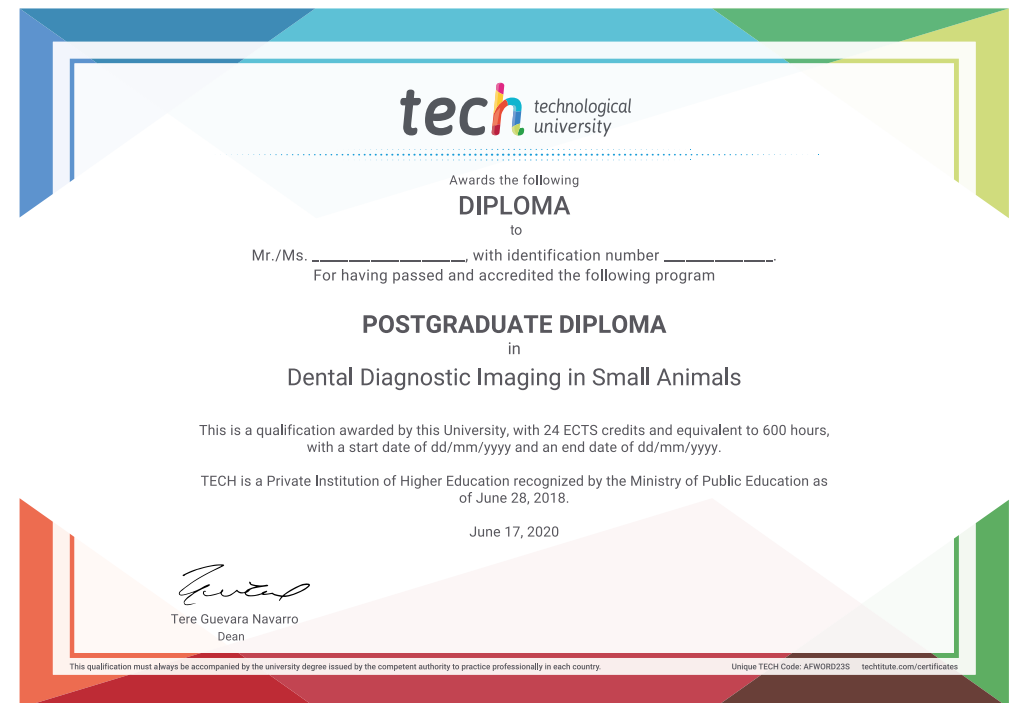 tech technological
university
Awards the following
DIPLOMA
to
Mr./Ms. ____________________, with identification number ______________.
For having passed and accredited the following program
POSTGRADUATE DIPLOMA
in
Dental Diagnostic Imaging in Small Animals
This is a qualification awarded by this University, with 24 ECTS credits and equivalent to 600 hours,
with a start date of dd/mm/yyyy and an end date of dd/mm/yyyy.
TECH is a Private Institution of Higher Education recognized by the Ministry of Public Education as
of June 28, 2018.
June 17, 2020
Tere Guevara Navarro
Dean
This qualification must always be accompanied by the university degree issued by the competent authority to practice professionally in each country.
Unique TECH Code: AFWORD23S techtitute.com/certificates